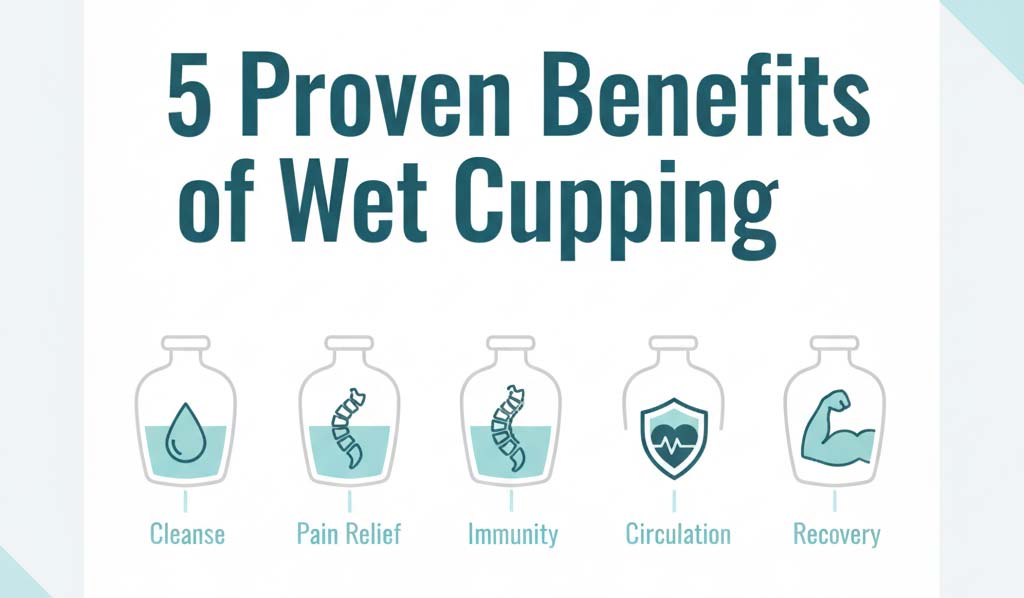 5 Proven Benefits
of Wet Cupping
Cleanse
Pain Relief
Immunity
Circulation
Recovery